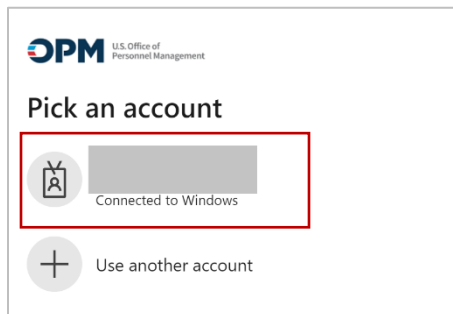 OPM U.S. Office of
Personnel Management
Pick an account
Connected to Windows
Use another account